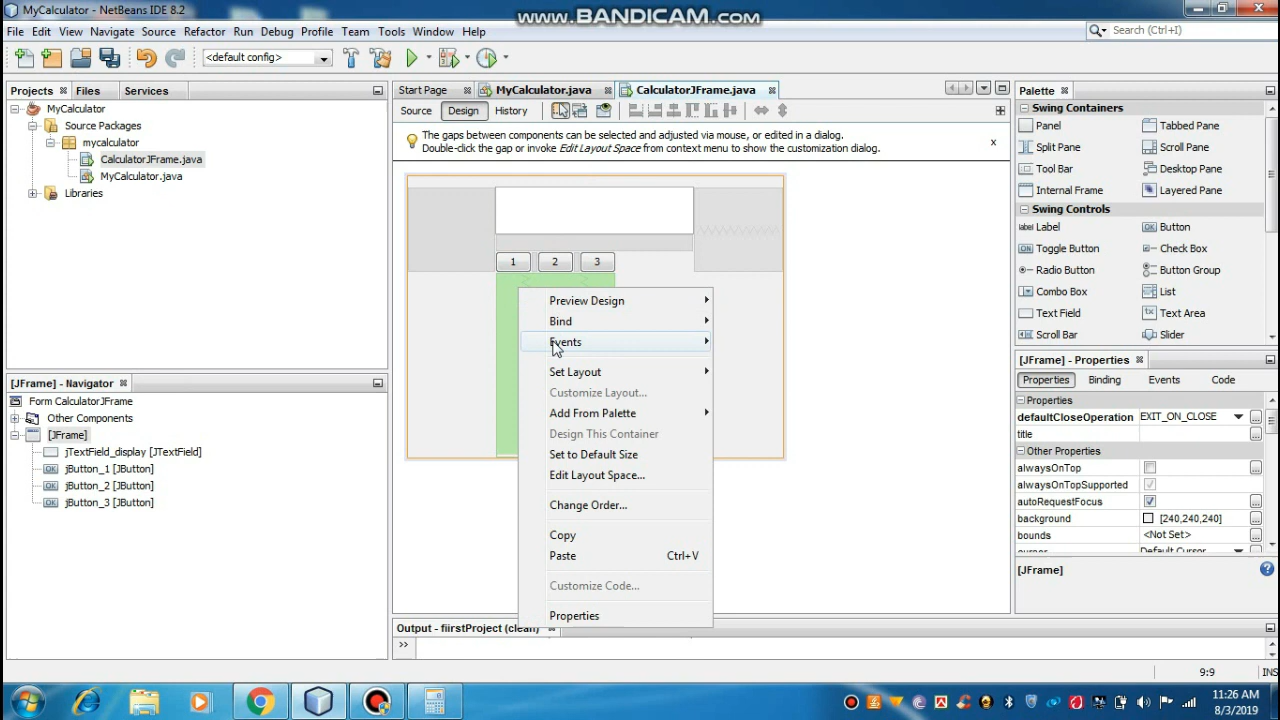 MyCalculator - NetBeans IDE 8.2
www.BANDICAM.com
File Edit View Navigate Source Refactor Run Debug Profile Team Tools Window Help
Search (Ctrl+I)
<default config>
Projects Files Services
MyCalculator
Source Packages
mycalculator
CalculatorJFrame.java
MyCalculator.java
Libraries
[JFrame] - Navigator
Form CalculatorJFrame
Other Components
[JFrame]
jTextField_display [JTextField]
jButton_1 [JButton]
jButton_2 [JButton]
jButton_3 [JButton]
Start Page MyCalculator.java CalculatorJFrame.java
Source Design History
The gaps between components can be selected and adjusted via mouse, or edited in a dialog.
Double-click the gap or invoke Edit Layout Space from context menu to show the customization dialog.
x
1 2 3
Preview Design
Bind
Events
Set Layout
Customize Layout...
Add From Palette
Design This Container
Set to Default Size
Edit Layout Space...
Change Order...
Copy
Paste Ctrl+V
Customize Code...
Properties
Output - fiirstProject (clean)
>>
Palette
Swing Containers
Panel Tabbed Pane
Split Pane Scroll Pane
Tool Bar Desktop Pane
Internal Frame Layered Pane
Swing Controls
label Label OK Button
ON Toggle Button Check Box
Radio Button Button Group
Combo Box List
Text Field Text Area
Scroll Bar Slider
[JFrame] - Properties
Properties Binding Events Code
Properties
defaultCloseOperation EXIT_ON_CLOSE
title
Other Properties
alwaysOnTop
alwaysOnTopSupported
autoRequestFocus
background [240,240,240]
bounds <Not Set>
cursor Default Cursor
[JFrame]
9:9 INS
11:26 AM
8/3/2019